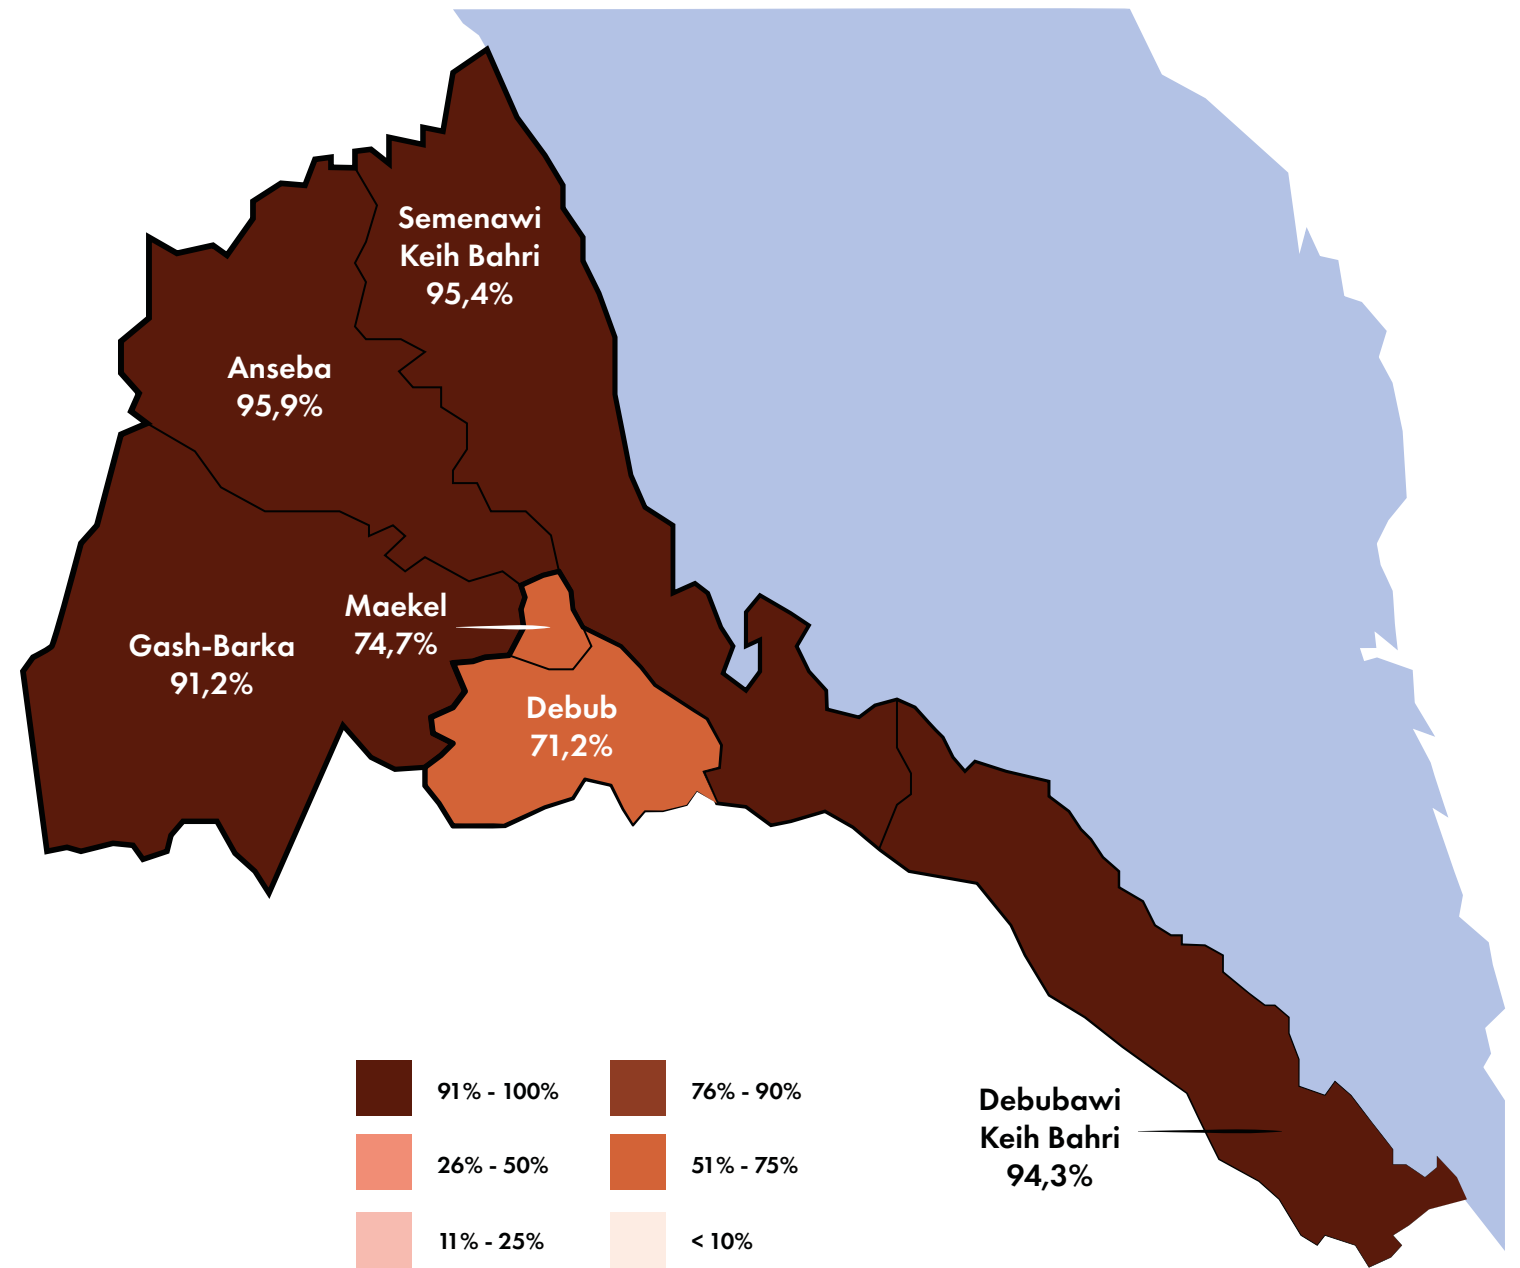 Semenawi
Keih Bahri
95,4%
Anseba
95,9%
Maekel
74,7%
Gash-Barka
91,2%
Debub
71,2%
Debubawi
Keih Bahri
94,3%
91% - 100%
76% - 90%
26% - 50%
51% - 75%
11% - 25%
< 10%